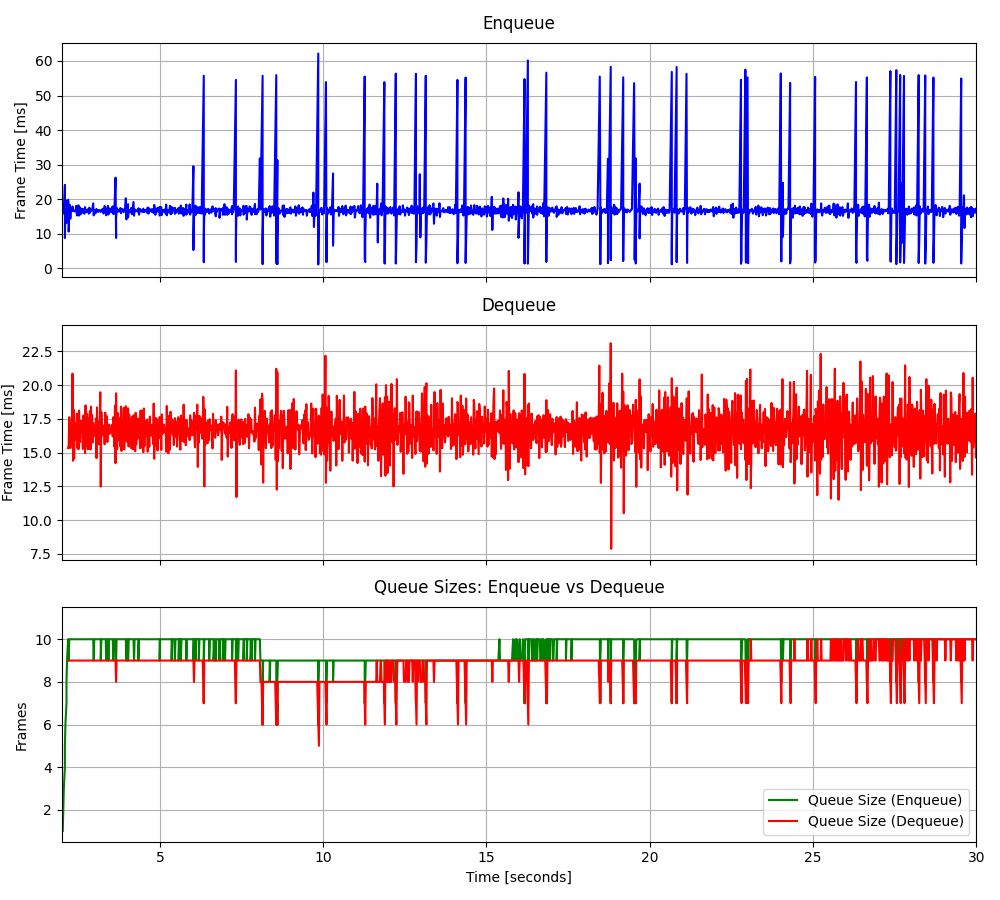 Enqueue
Frame Time [ms]
60
50
40
30
20
10
0
Dequeue
Frame Time [ms]
22.5
20.0
17.5
15.0
12.5
10.0
7.5
Queue Sizes: Enqueue vs Dequeue
Frames
10
8
6
4
2
Queue Size (Enqueue)
Queue Size (Dequeue)
5 10 15 20 25 30
Time [seconds]